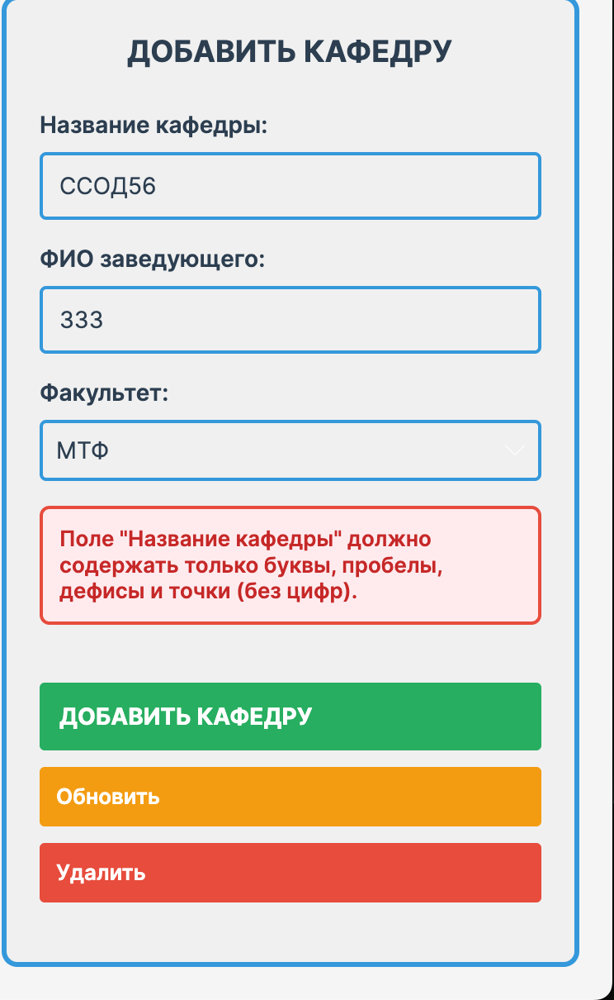 ДОБАВИТЬ КАФЕДРУ
Название кафедры:
ССОД56
ФИО заведующего:
333
Факультет:
МТФ
Поле "Название кафедры" должно
содержать только буквы, пробелы,
дефисы и точки (без цифр).
ДОБАВИТЬ КАФЕДРУ
Обновить
Удалить